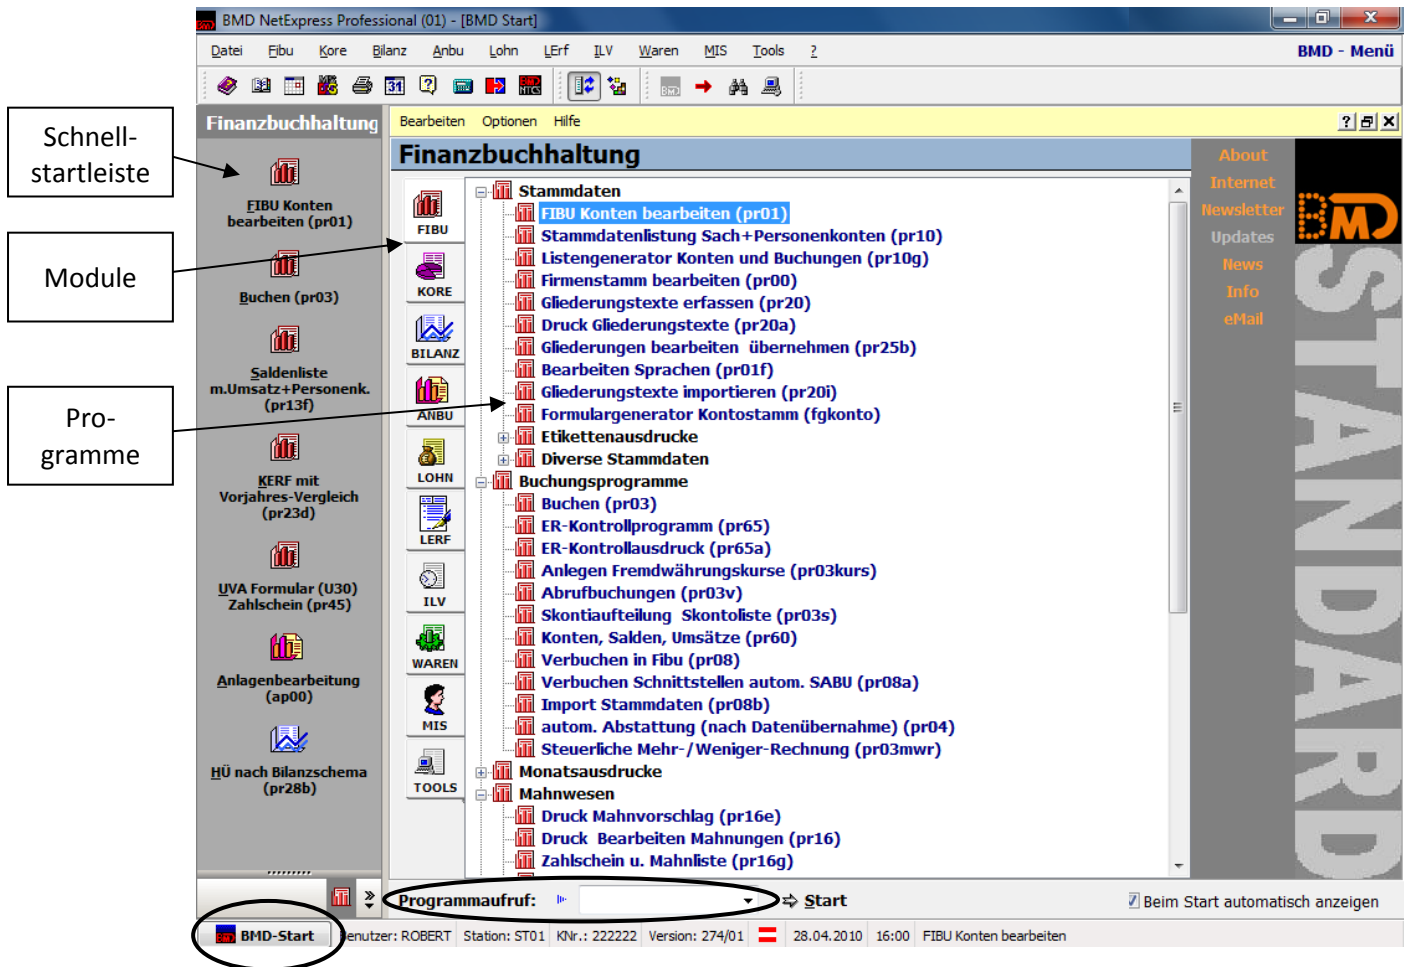 BMD NetExpress Professional (01) - [BMD Start]
Datei Fibu Kore Bilanz Anbu Lohn LErf ILV Waren MIS Tools ?
BMD - Menü
Schnell-
startleiste
Module
Pro-
gramme
Finanzbuchhaltung
FIBU Konten
bearbeiten (pr01)
Buchen (pr03)
Saldenliste
m.Umsatz+Personenk.
(pr13f)
KERF mit
Vorjahres-Vergleich
(pr23d)
UVA Formular (U30)
Zahlschein (pr45)
Anlagenbearbeitung
(ap00)
HÜ nach Bilanzschema
(pr28b)
Bearbeiten Optionen Hilfe
Finanzbuchhaltung
FIBU
KORE
BILANZ
ANBU
LOHN
LERF
ILV
WAREN
MIS
TOOLS
Stammdaten
FIBU Konten bearbeiten (pr01)
Stammdatenlistung Sach+Personenkonten (pr10)
Listengenerator Konten und Buchungen (pr10g)
Firmenstamm bearbeiten (pr00)
Gliederungstexte erfassen (pr20)
Druck Gliederungstexte (pr20a)
Gliederungen bearbeiten übernehmen (pr25b)
Bearbeiten Sprachen (pr01f)
Gliederungstexte importieren (pr20i)
Formulargenerator Kontostamm (fgkonto)
Etikettenausdrucke
Diverse Stammdaten
Buchungsprogramme
Buchen (pr03)
ER-Kontrollprogramm (pr65)
ER-Kontrollausdruck (pr65a)
Anlegen Fremdwährungskurse (pr03kurs)
Abrufbuchungen (pr03v)
Skontiaufteilung Skontoliste (pr03s)
Konten, Salden, Umsätze (pr60)
Verbuchen in Fibu (pr08)
Verbuchen Schnittstellen autom. SABU (pr08a)
Import Stammdaten (pr08b)
autom. Abstattung (nach Datenübernahme) (pr04)
Steuerliche Mehr-/Weniger-Rechnung (pr03mwr)
Monatsausdrucke
Mahnwesen
Druck Mahnvorschlag (pr16e)
Druck Bearbeiten Mahnungen (pr16)
Zahlschein u. Mahnliste (pr16g)
About
Internet
Newsletter
Updates
News
Info
eMail
BMD
STANDARD
Programmaufruf:
Start
Beim Start automatisch anzeigen
BMD-Start
Benutzer: ROBERT Station: ST01 KNr.: 222222 Version: 274/01 28.04.2010 16:00 FIBU Konten bearbeiten